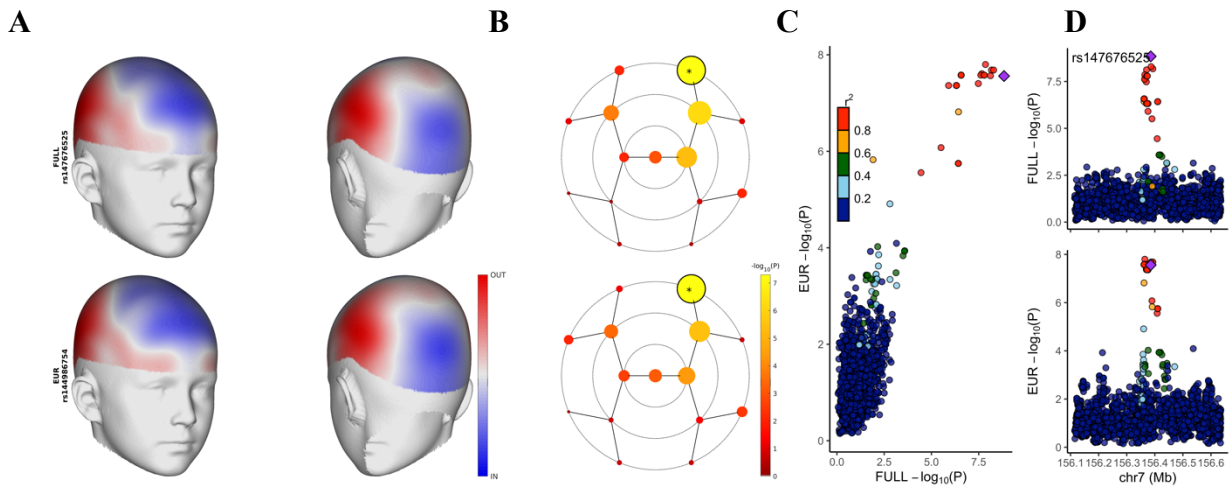 A
B
C
D
FULL
rs147676525
EUR
rs144986754
OUT
IN
-log10(P)
7
6
5
4
3
2
1
0
*
*
8
6
4
2
0
EUR −log10(P)
r2
0.8
0.6
0.4
0.2
0.0
2.5
5.0
7.5
FULL −log10(P)
rs147676525
7.5
5.0
2.5
0.0
FULL −log10(P)
8
6
4
2
0
EUR −log10(P)
156.1 156.2 156.3 156.4 156.5 156.6
chr7 (Mb)